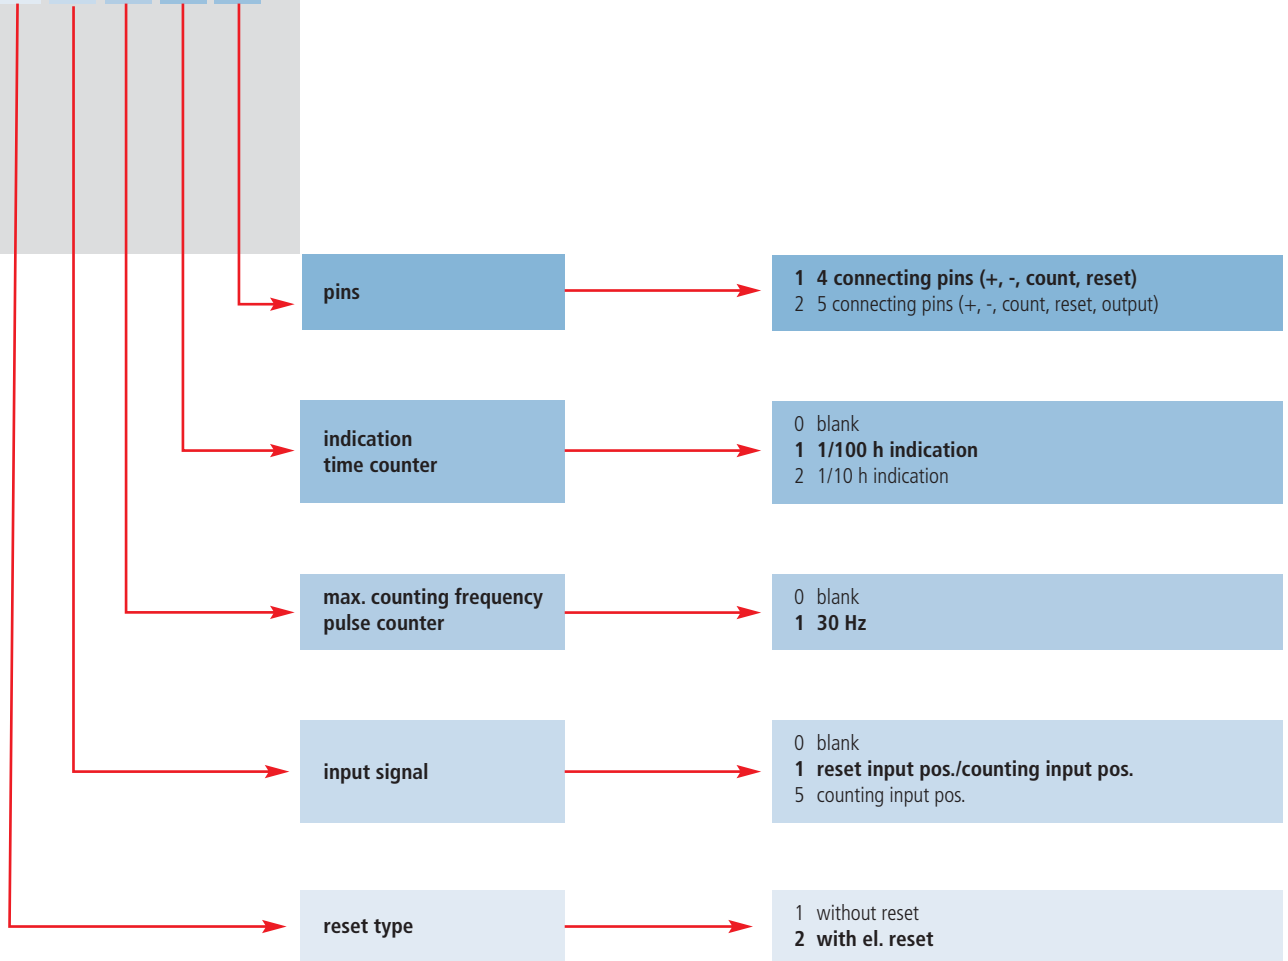 pins
1 4 connecting pins (+, -, count, reset)
2 5 connecting pins (+, -, count, reset, output)
indication
time counter
0 blank
1 1/100 h indication
2 1/10 h indication
max. counting frequency
pulse counter
0 blank
1 30 Hz
input signal
0 blank
1 reset input pos./counting input pos.
5 counting input pos.
reset type
1 without reset
2 with el. reset